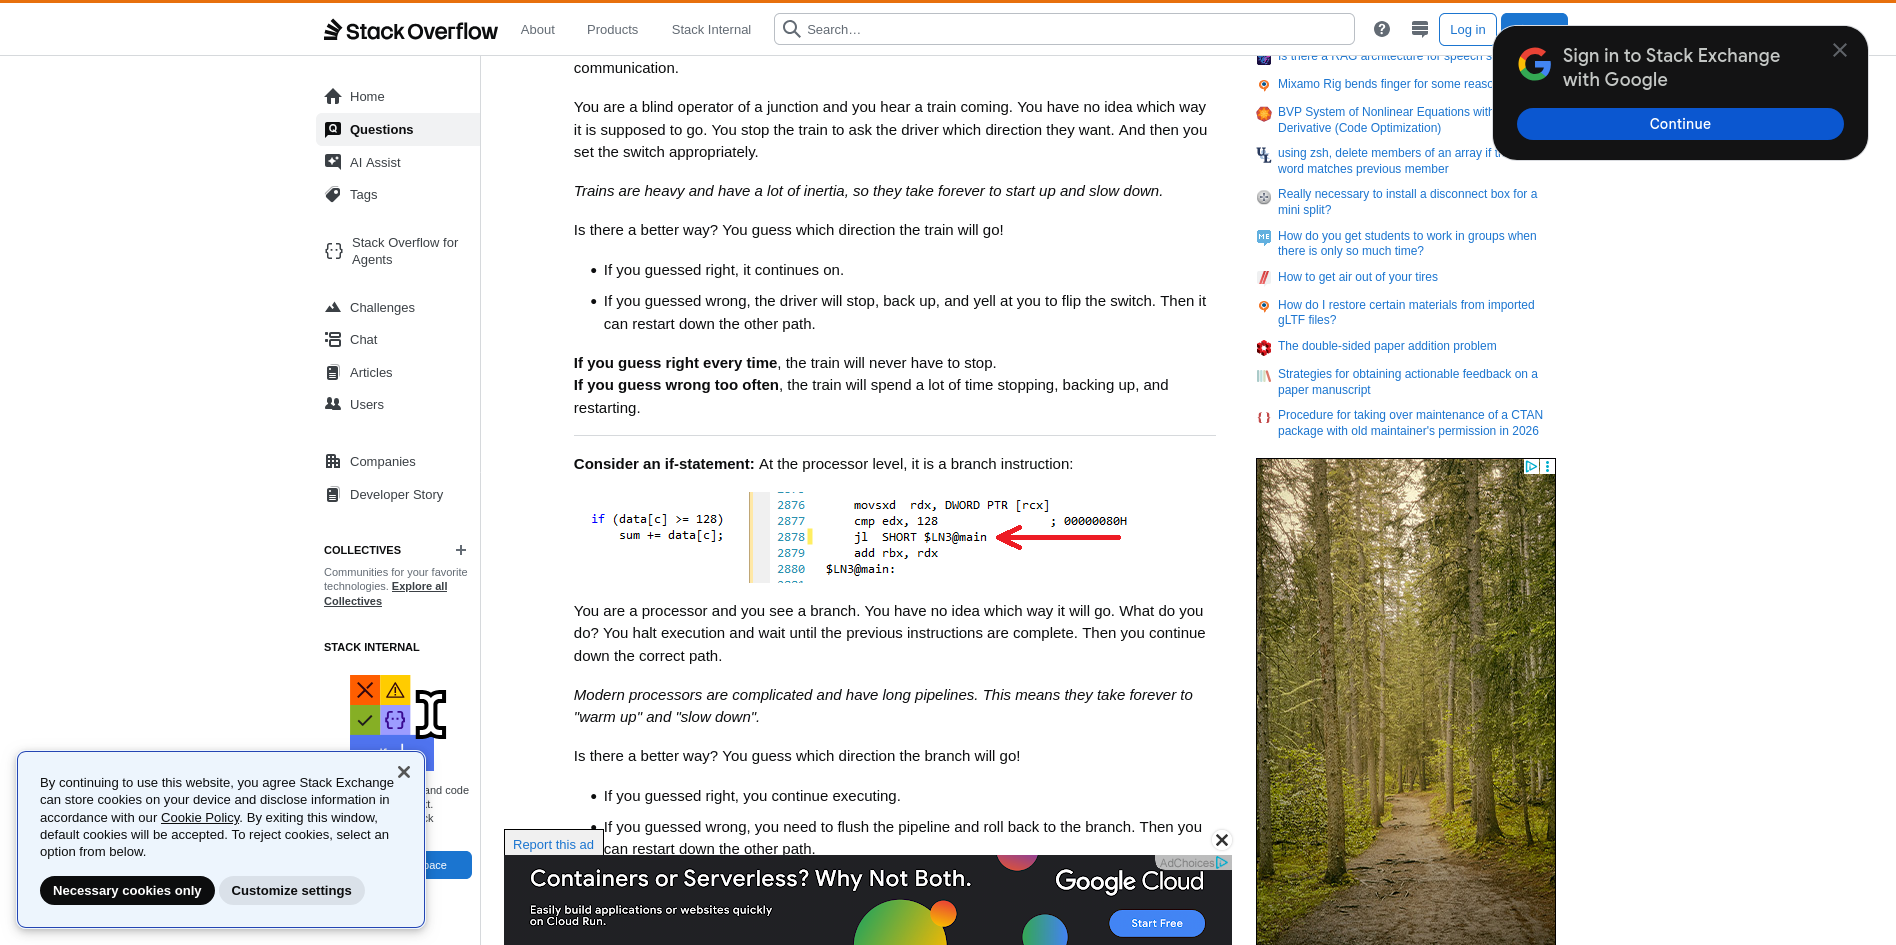 Stack Overflow
About
Products
Stack Internal
Search…
Log in
Sign in to Stack Exchange
with Google
Continue
Home
Questions
AI Assist
Tags
Stack Overflow for
Agents
Challenges
Chat
Articles
Users
Companies
Developer Story
COLLECTIVES
Communities for your favorite
technologies. Explore all
Collectives
STACK INTERNAL
and code
ck
pace
By continuing to use this website, you agree Stack Exchange
can store cookies on your device and disclose information in
accordance with our Cookie Policy. By exiting this window,
default cookies will be accepted. To reject cookies, select an
option from below.
Necessary cookies only
Customize settings
communication.
You are a blind operator of a junction and you hear a train coming. You have no idea which way
it is supposed to go. You stop the train to ask the driver which direction they want. And then you
set the switch appropriately.
Trains are heavy and have a lot of inertia, so they take forever to start up and slow down.
Is there a better way? You guess which direction the train will go!
• If you guessed right, it continues on.
• If you guessed wrong, the driver will stop, back up, and yell at you to flip the switch. Then it
can restart down the other path.
If you guess right every time, the train will never have to stop.
If you guess wrong too often, the train will spend a lot of time stopping, backing up, and
restarting.
Consider an if-statement: At the processor level, it is a branch instruction:
if (data[c] >= 128)
sum += data[c];
2876 movsxd rdx, DWORD PTR [rcx]
2877 cmp edx, 128 ; 00000080H
2878 jl SHORT $LN3@main
2879 add rbx, rdx
2880 $LN3@main:
You are a processor and you see a branch. You have no idea which way it will go. What do you
do? You halt execution and wait until the previous instructions are complete. Then you continue
down the correct path.
Modern processors are complicated and have long pipelines. This means they take forever to
"warm up" and "slow down".
Is there a better way? You guess which direction the branch will go!
• If you guessed right, you continue executing.
• If you guessed wrong, you need to flush the pipeline and roll back to the branch. Then you
can restart down the other path.
Report this ad
AdChoices
Containers or Serverless? Why Not Both.
Easily build applications or websites quickly
on Cloud Run.
Google Cloud
Start Free
Is there a RAG architecture for speech
Mixamo Rig bends finger for some
BVP System of Nonlinear Equations with
Derivative (Code Optimization)
using zsh, delete members of an array if
word matches previous member
Really necessary to install a disconnect box for a
mini split?
How do you get students to work in groups when
there is only so much time?
How to get air out of your tires
How do I restore certain materials from imported
gLTF files?
The double-sided paper addition problem
Strategies for obtaining actionable feedback on a
paper manuscript
Procedure for taking over maintenance of a CTAN
package with old maintainer's permission in 2026